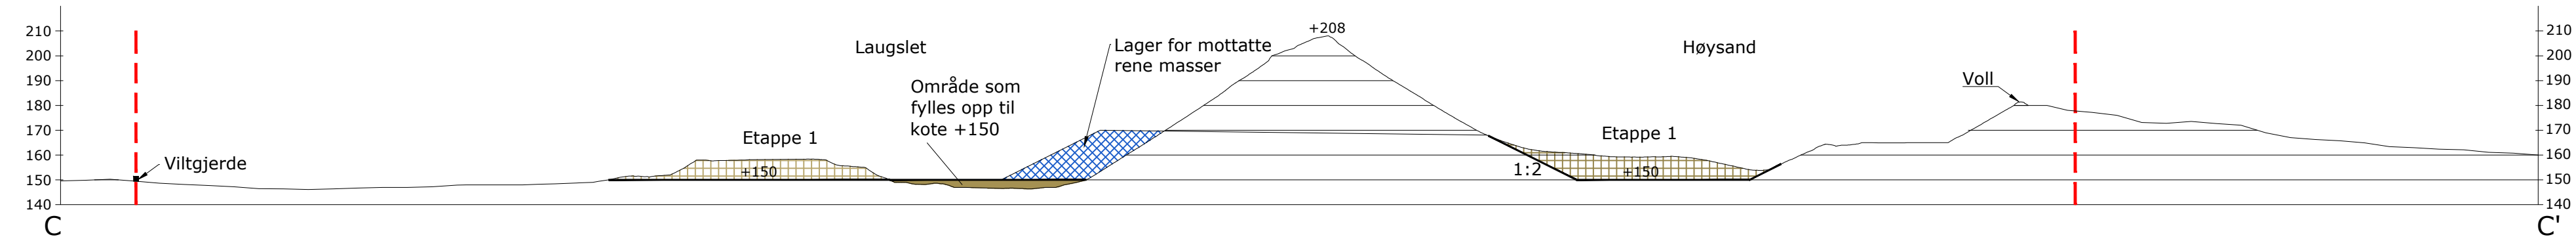 +208
210
200
190
180
170
160
150
140
Laugslet
Lager for mottatte
rene masser
Høysand
Område som
fylles opp til
kote +150
Voll
Etappe 1
Etappe 1
Viltgjerde
+150
1:2
+150
210
200
190
180
170
160
150
140
C
C'